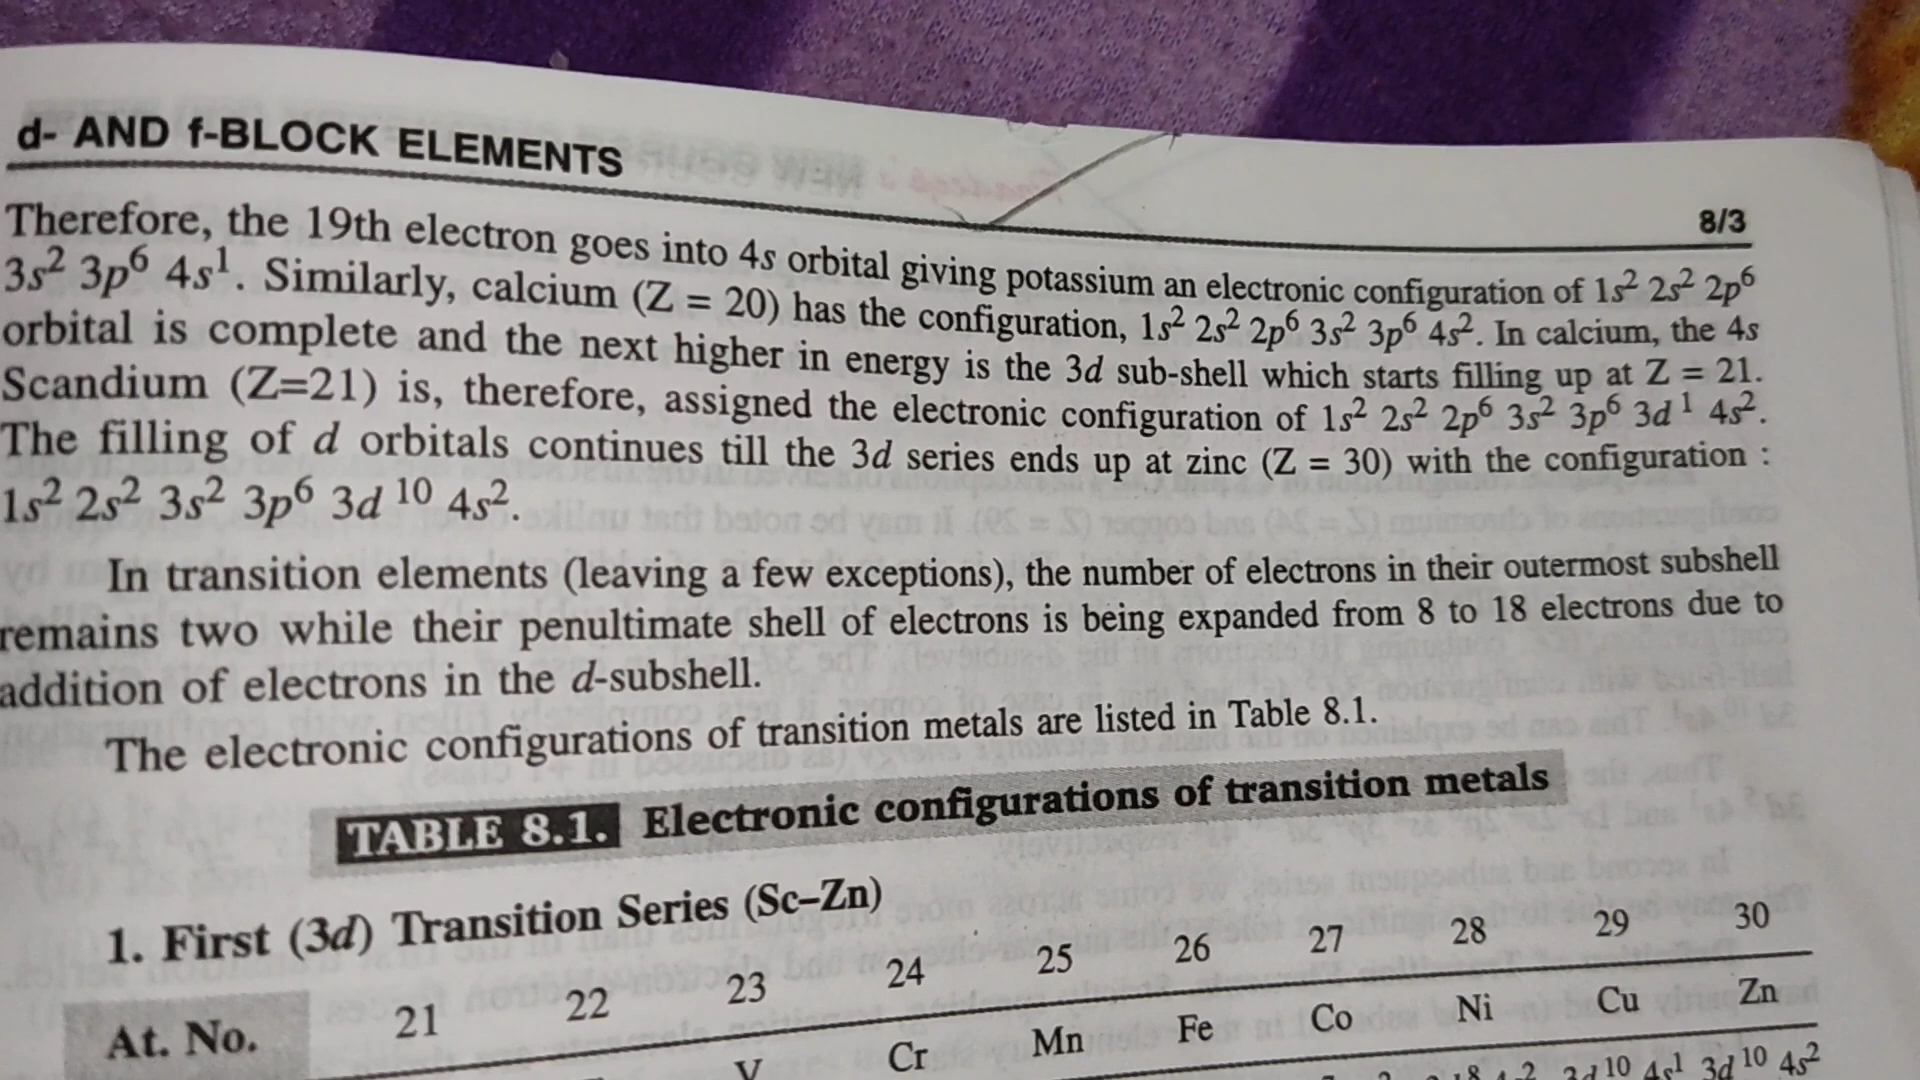 d- AND f-BLOCK ELEMENTS
8/3
Therefore, the 19th electron goes into 4s orbital giving potassium an electronic configuration of 1s² 2s² 2p⁶
3s² 3p⁶ 4s¹. Similarly, calcium (Z = 20) has the configuration, 1s² 2s² 2p⁶ 3s² 3p⁶ 4s². In calcium, the 4s
orbital is complete and the next higher in energy is the 3d sub-shell which starts filling up at Z = 21.
Scandium (Z=21) is, therefore, assigned the electronic configuration of 1s² 2s² 2p⁶ 3s² 3p⁶ 3d¹ 4s².
The filling of d orbitals continues till the 3d series ends up at zinc (Z = 30) with the configuration :
1s² 2s² 3s² 3p⁶ 3d¹⁰ 4s².
In transition elements (leaving a few exceptions), the number of electrons in their outermost subshell
remains two while their penultimate shell of electrons is being expanded from 8 to 18 electrons due to
addition of electrons in the d-subshell.
The electronic configurations of transition metals are listed in Table 8.1.
TABLE 8.1. Electronic configurations of transition metals
1. First (3d) Transition Series (Sc–Zn)
At. No. 21 22 23 24 25 26 27 28 29 30
V Cr Mn Fe Co Ni Cu Zn
3d¹⁰ 4s¹ 3d¹⁰ 4s²